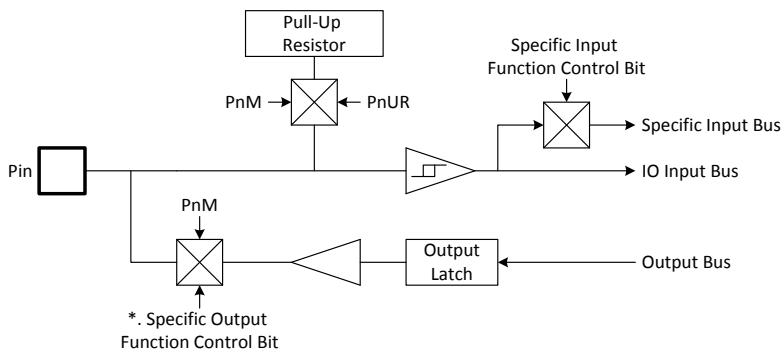 Pull-Up
Resistor
Specific Input
Function Control Bit
PnM
PnUR
Specific Input Bus
Pin
IO Input Bus
PnM
Output
Latch
Output Bus
*. Specific Output
Function Control Bit